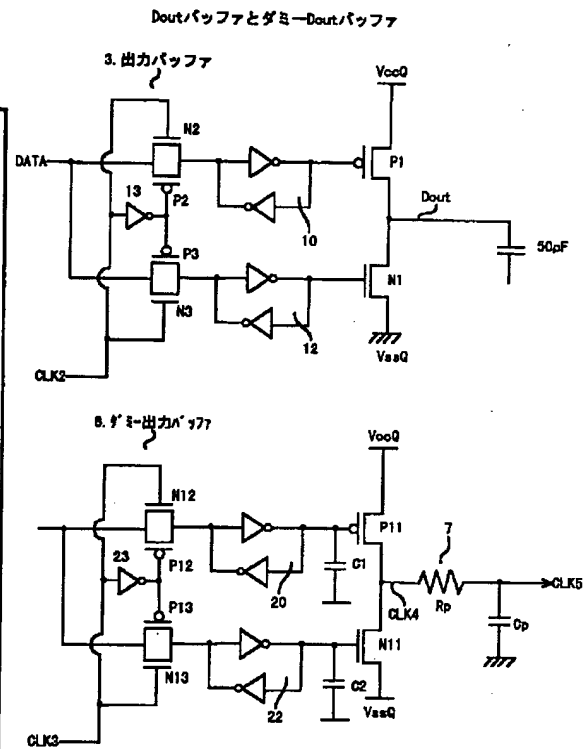 DoutバッファとダミーDoutバッファ
3. 出力バッファ
VccQ
N2
DATA
P1
13
P2
Dout
10
P3
50pF
N1
N3
12
VssQ
CLK2
6. ダミー出力バッファ
VccQ
N12
P11
7
23
P12
C1
20
CLK5
P13
CLK4
Rp
Cp
N11
N13
C2
22
VssQ
CLK3